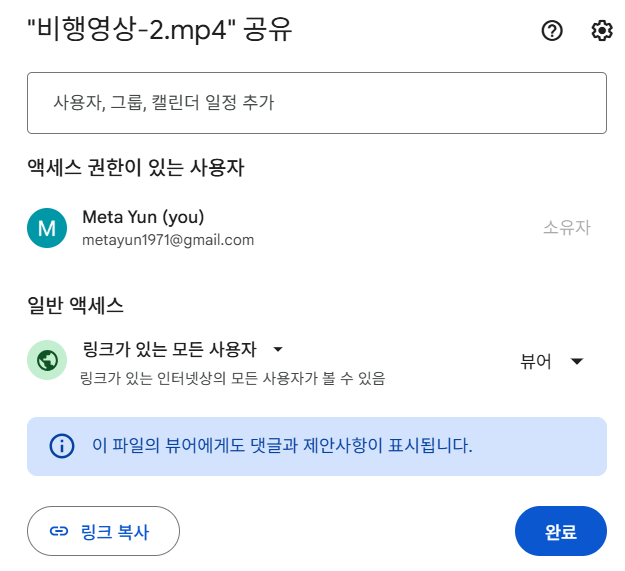 "비행영상-2.mp4" 공유
사용자, 그룹, 캘린더 일정 추가
액세스 권한이 있는 사용자
M
Meta Yun (you)
metayun1971@gmail.com
소유자
일반 액세스
링크가 있는 모든 사용자
링크가 있는 인터넷상의 모든 사용자가 볼 수 있음
뷰어
이 파일의 뷰어에게도 댓글과 제안사항이 표시됩니다.
링크 복사
완료